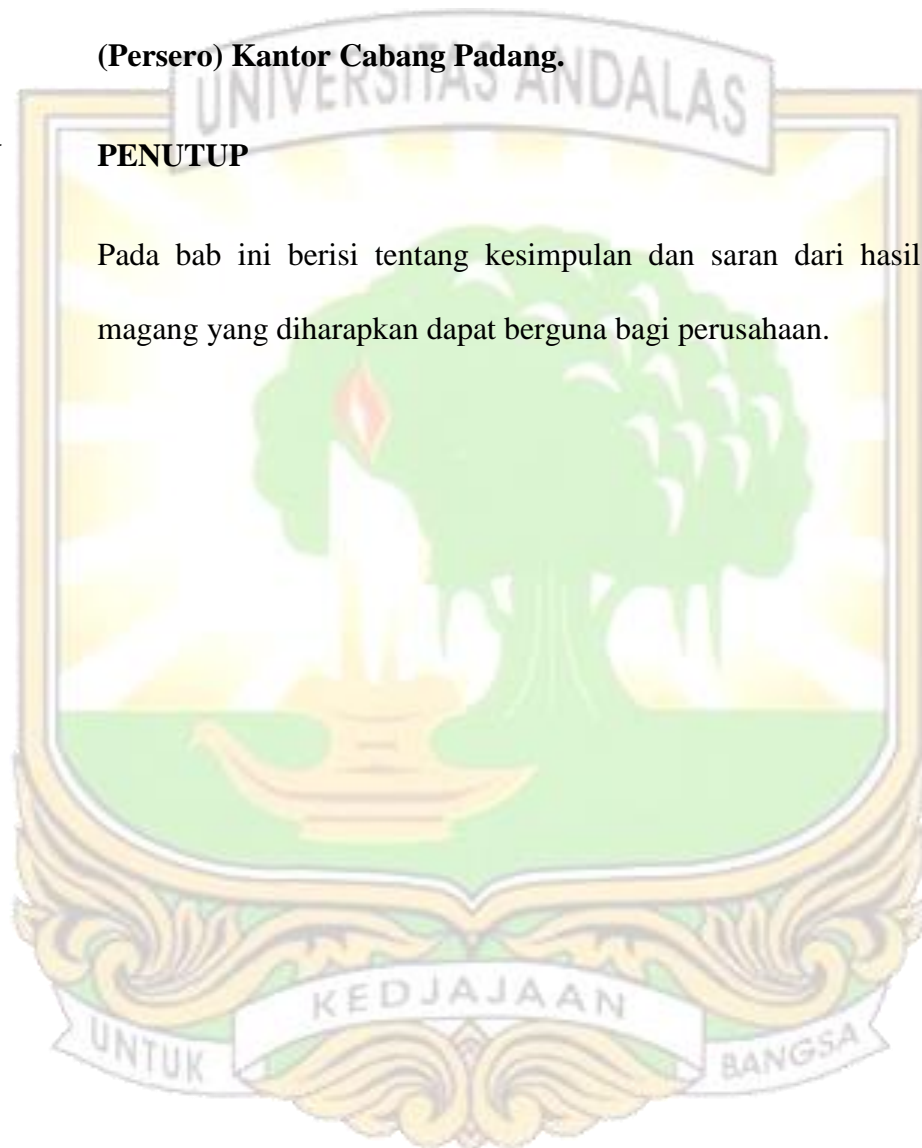 (Persero) Kantor Cabang Padang.
UNIVERSITAS ANDALAS
PENUTUP
Pada bab ini berisi tentang kesimpulan dan saran dari hasil
magang yang diharapkan dapat berguna bagi perusahaan.
UNTUK KEDJAJAAN BANGSA